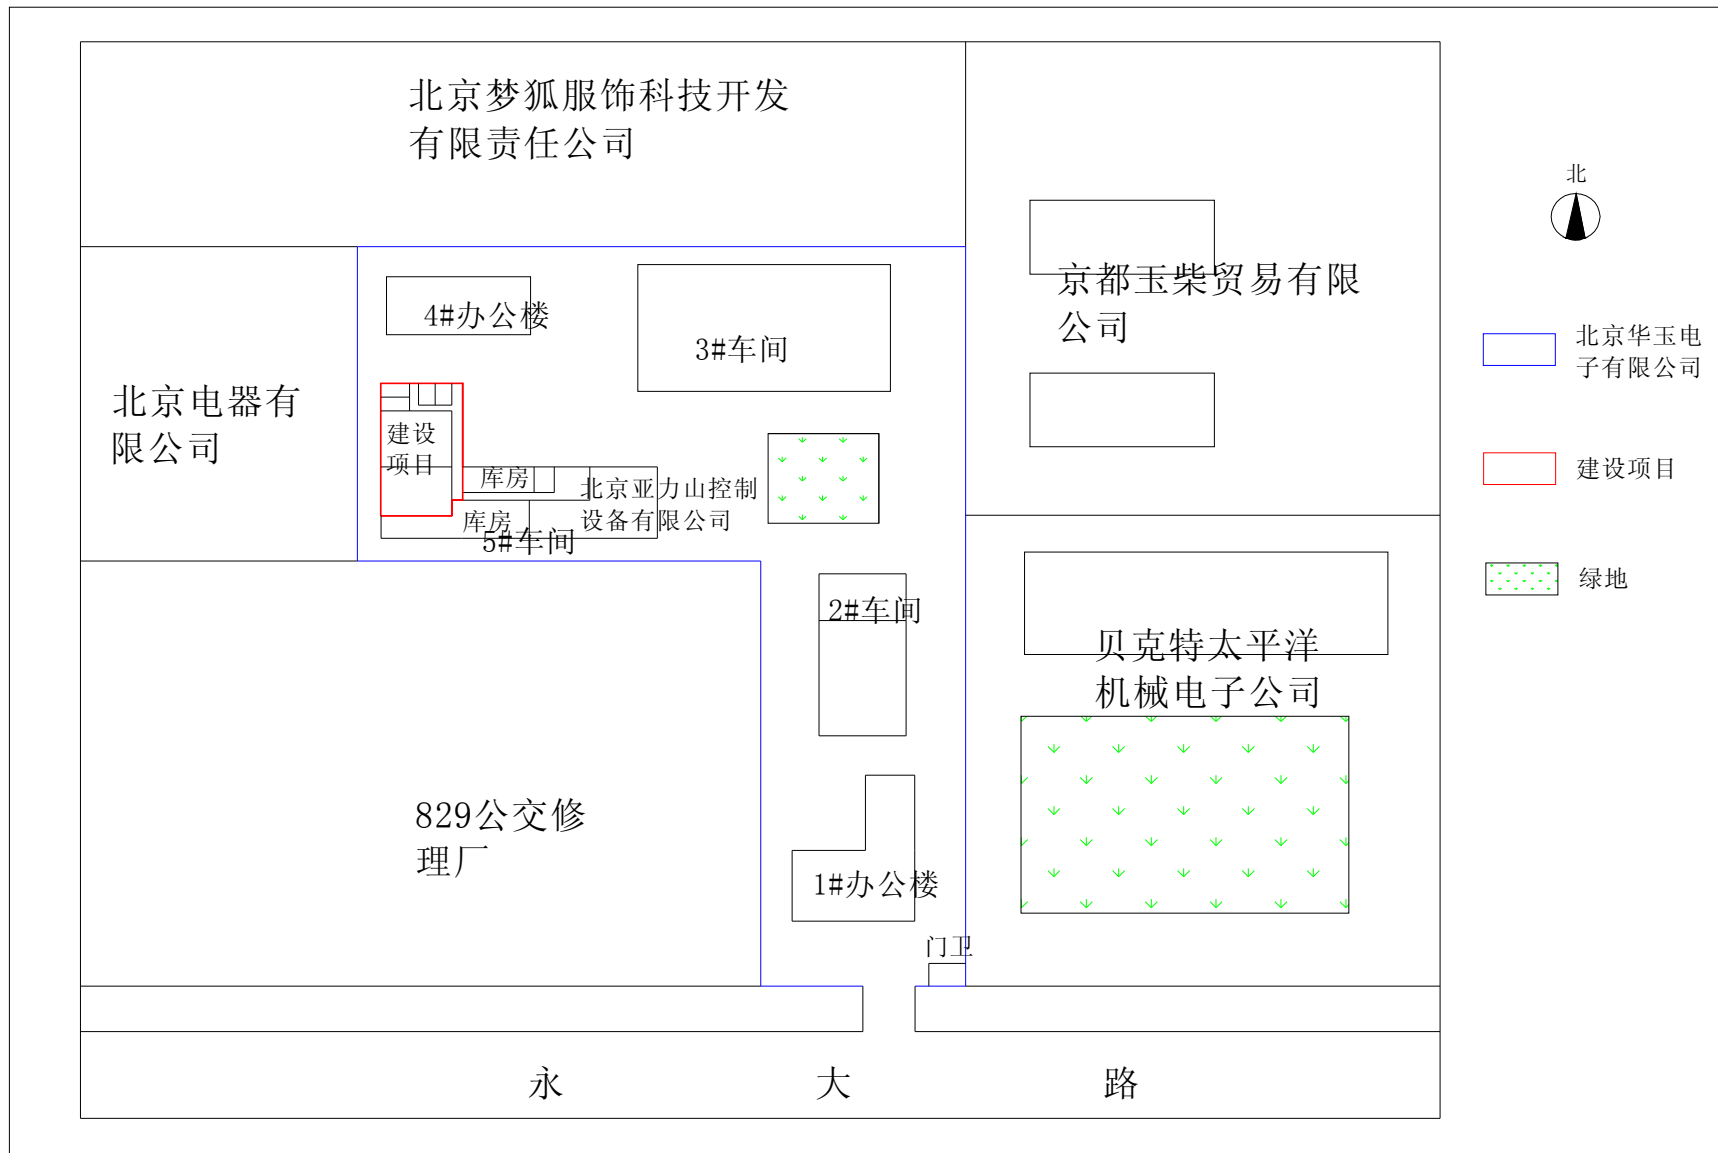 北京梦狐服饰科技开发
有限责任公司
北
京都玉柴贸易有限
公司
4#办公楼
3#车间
北京华玉电
子有限公司
北京电器有
限公司
建设
项目
库房
北京亚力山控制
设备有限公司
库房
5#车间
建设项目
绿地
2#车间
贝克特太平洋
机械电子公司
829公交修
理厂
1#办公楼
门卫
永大路